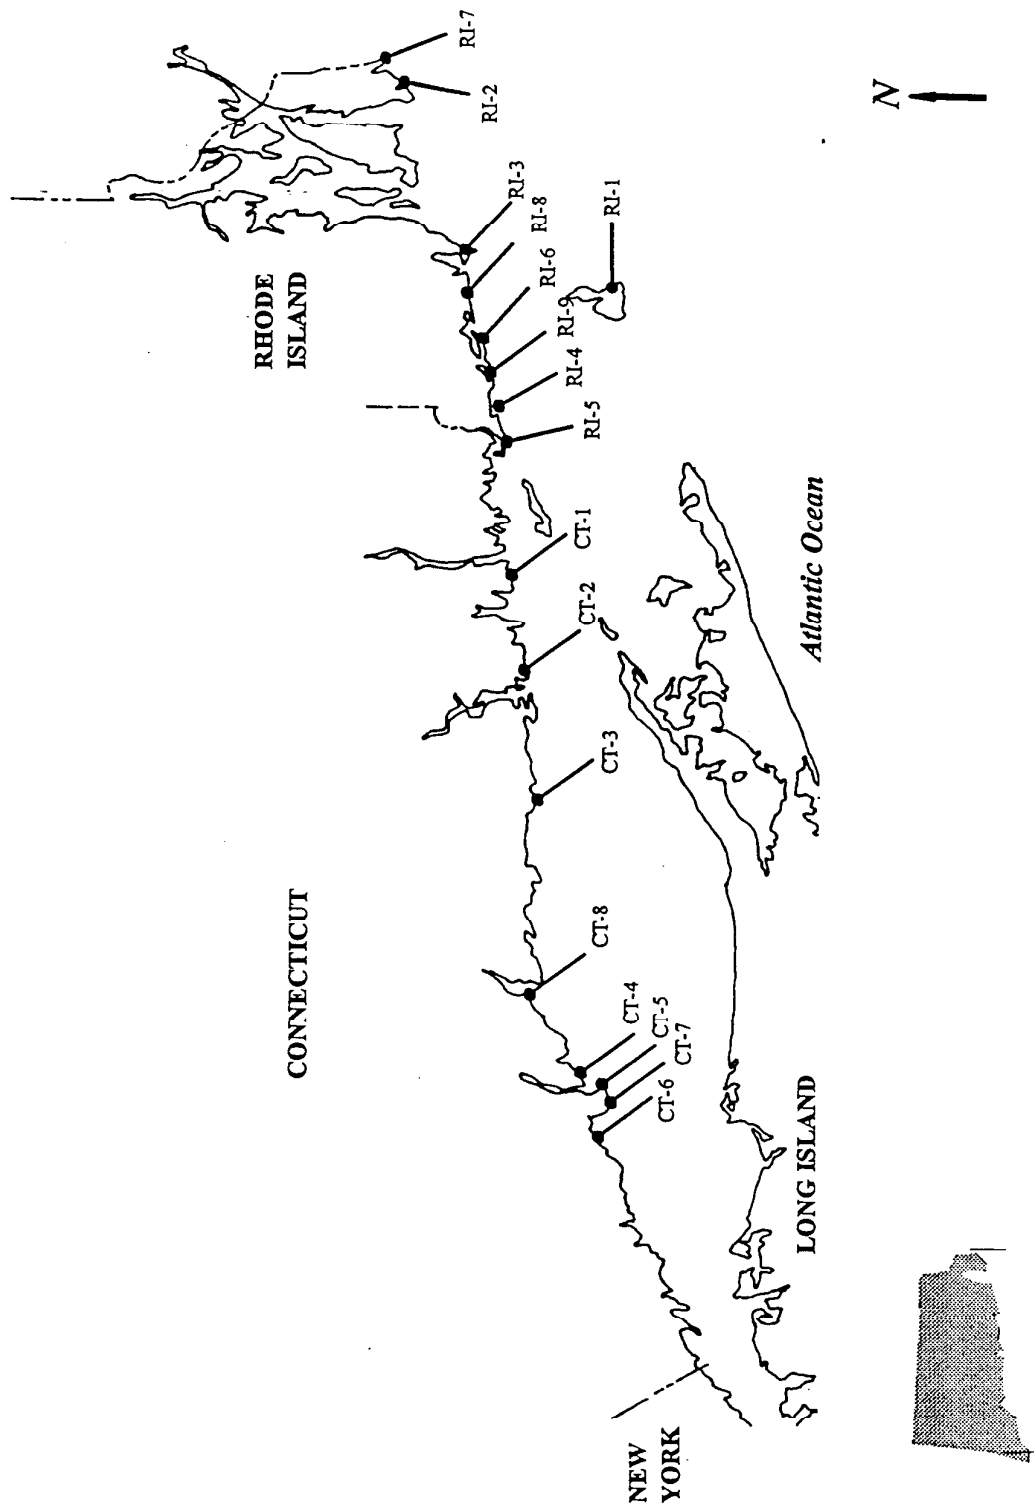 N
RHODE
ISLAND
CONNECTICUT
NEW
YORK
LONG ISLAND
Atlantic Ocean
RI-7
RI-2
RI-3
RI-8
RI-6
RI-1
RI-9
RI-4
RI-5
CT-1
CT-2
CT-3
CT-8
CT-4
CT-5
CT-7
CT-6